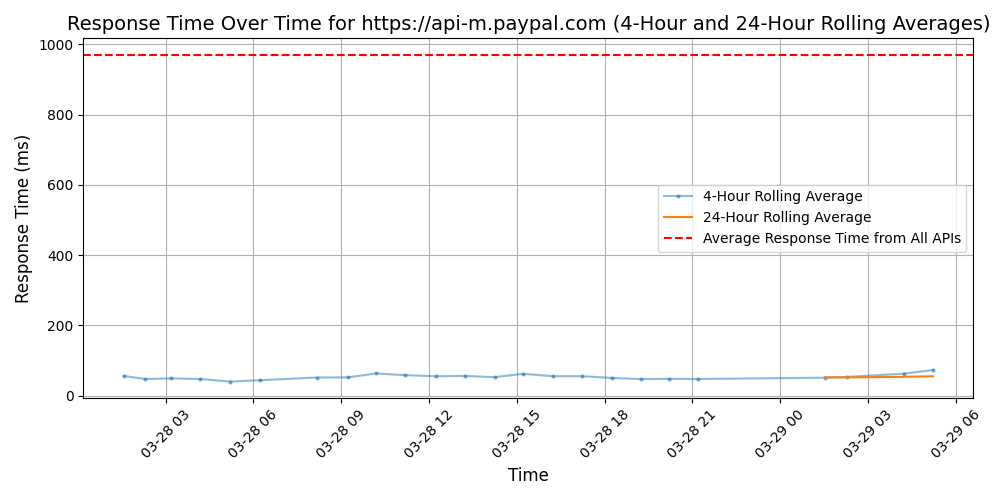 Response Time Over Time for https://api-m.paypal.com (4-Hour and 24-Hour Rolling Averages)
Response Time (ms)
1000
800
600
400
200
0
4-Hour Rolling Average
24-Hour Rolling Average
Average Response Time from All APIs
03-28 03
03-28 06
03-28 09
03-28 12
03-28 15
03-28 18
03-28 21
03-29 00
03-29 03
03-29 06
Time